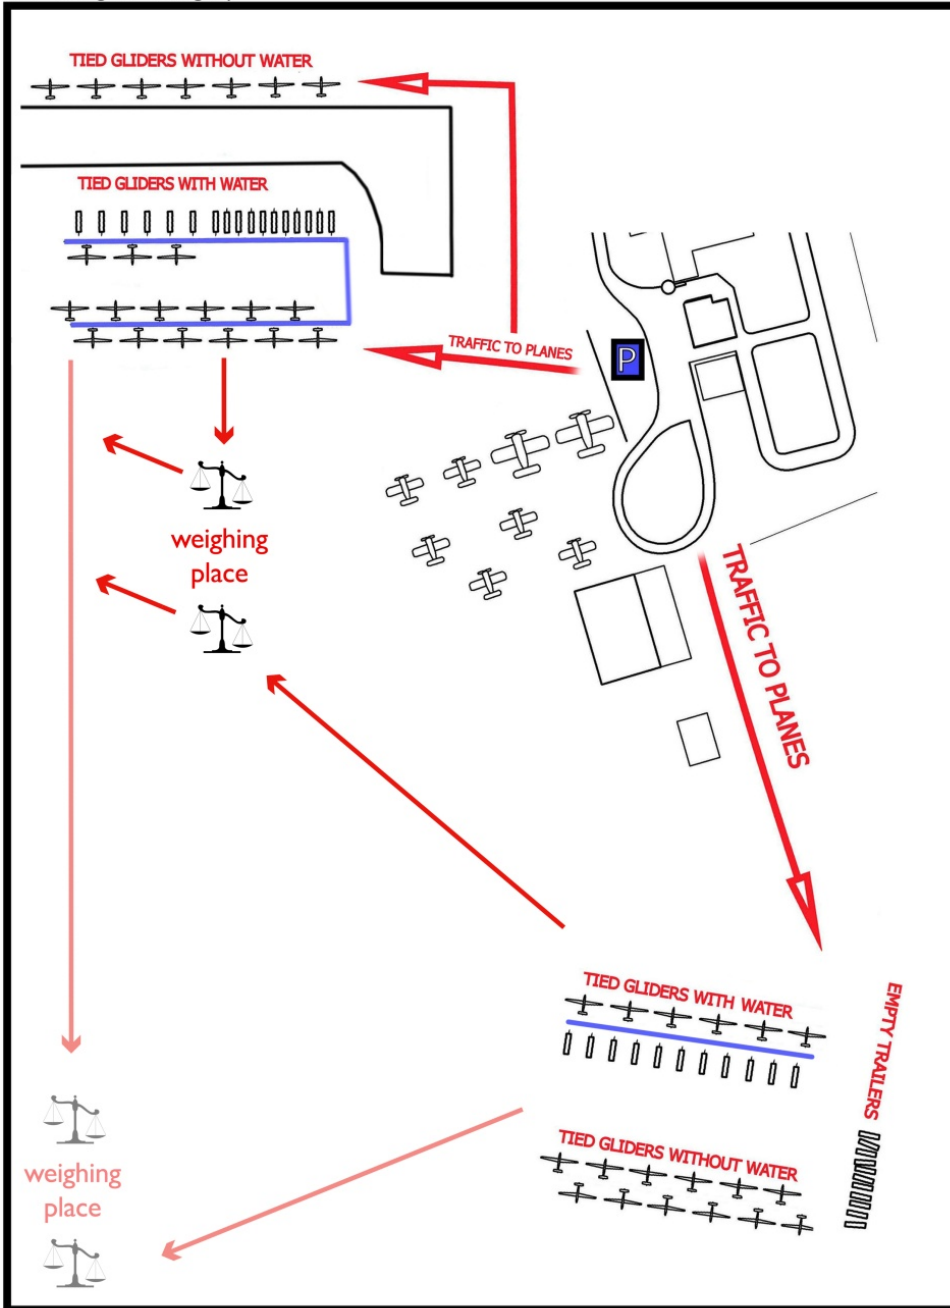 TIED GLIDERS WITHOUT WATER
TIED GLIDERS WITH WATER
TRAFFIC TO PLANES
P
weighing
place
TRAFFIC TO PLANES
TIED GLIDERS WITH WATER
EMPTY TRAILERS
TIED GLIDERS WITHOUT WATER
weighing
place